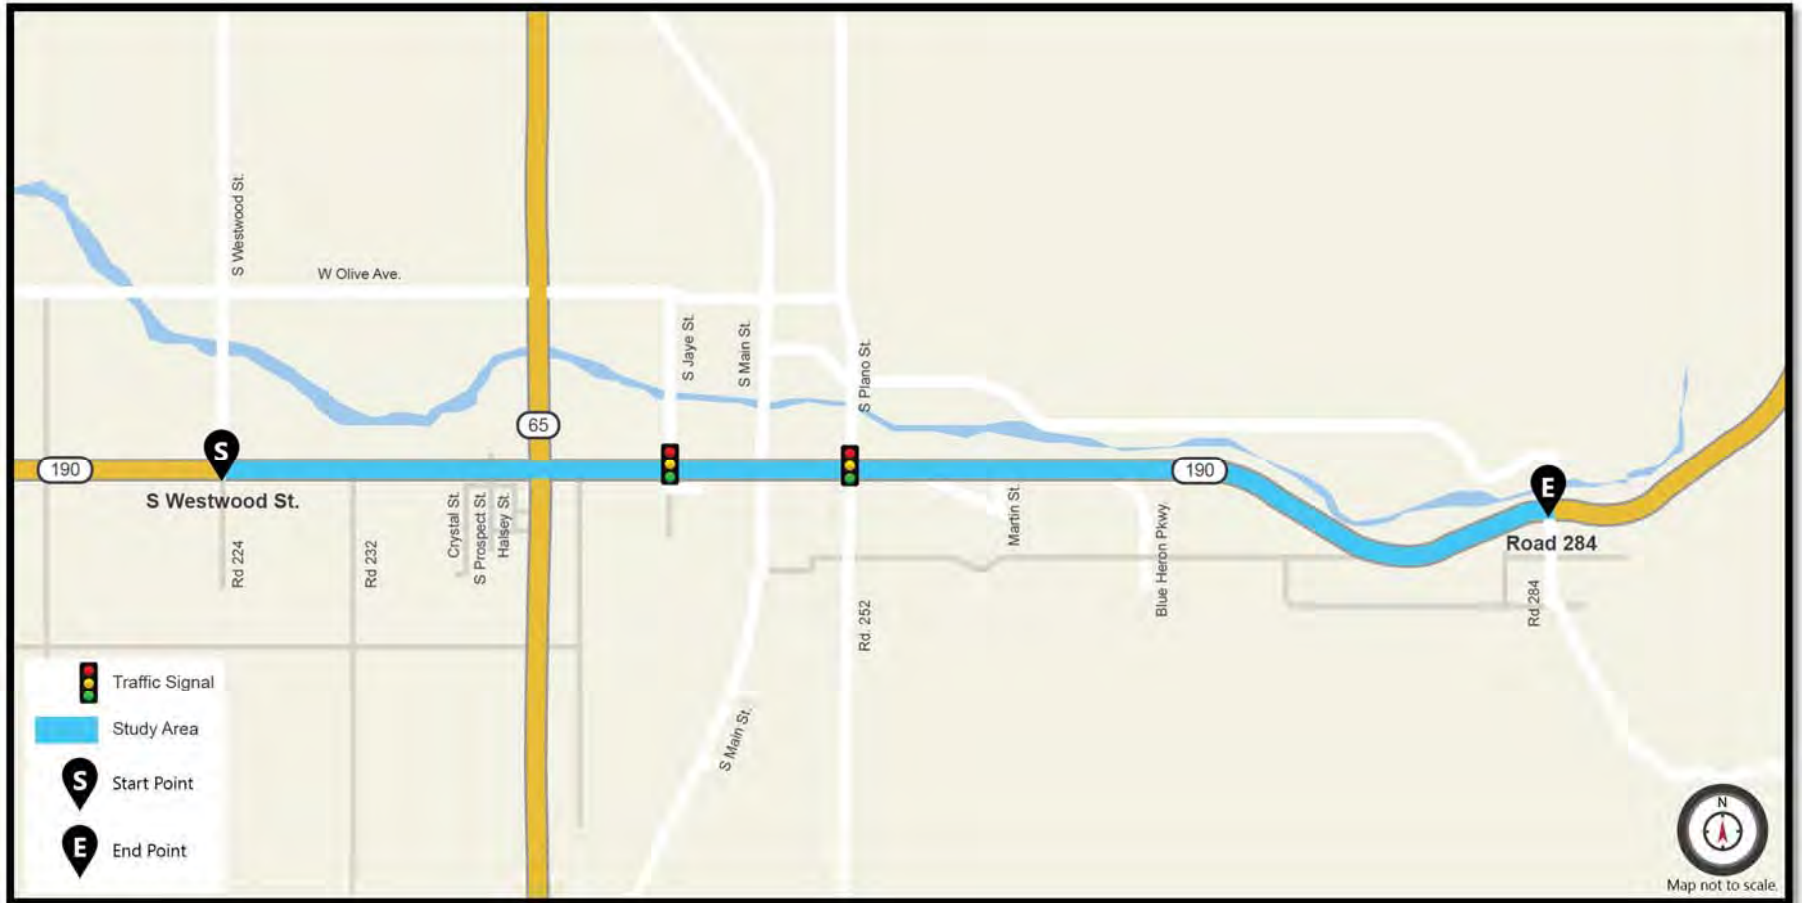 S Westwood St.
W Olive Ave.
S Jaye St.
S Main St.
S Plano St.
65
S
190
190
S Westwood St.
E
Road 284
Crystal St.
S Prospect St.
Halsey St.
Martin St.
Blue Heron Pkwy.
Rd 224
Rd 232
Rd. 252
Rd 284
S Main St.
Traffic Signal
Study Area
S
Start Point
E
End Point
N
Map not to scale.